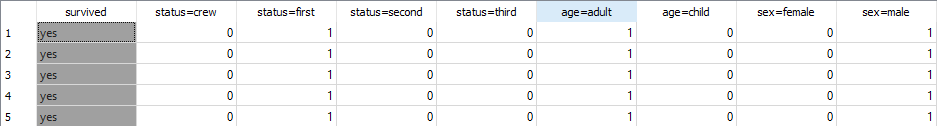 survived status=crew status=first status=second status=third age=adult age=child sex=female sex=male
1 yes 0 1 0 0 1 0 0 1
2 yes 0 1 0 0 1 0 0 1
3 yes 0 1 0 0 1 0 0 1
4 yes 0 1 0 0 1 0 0 1
5 yes 0 1 0 0 1 0 0 1